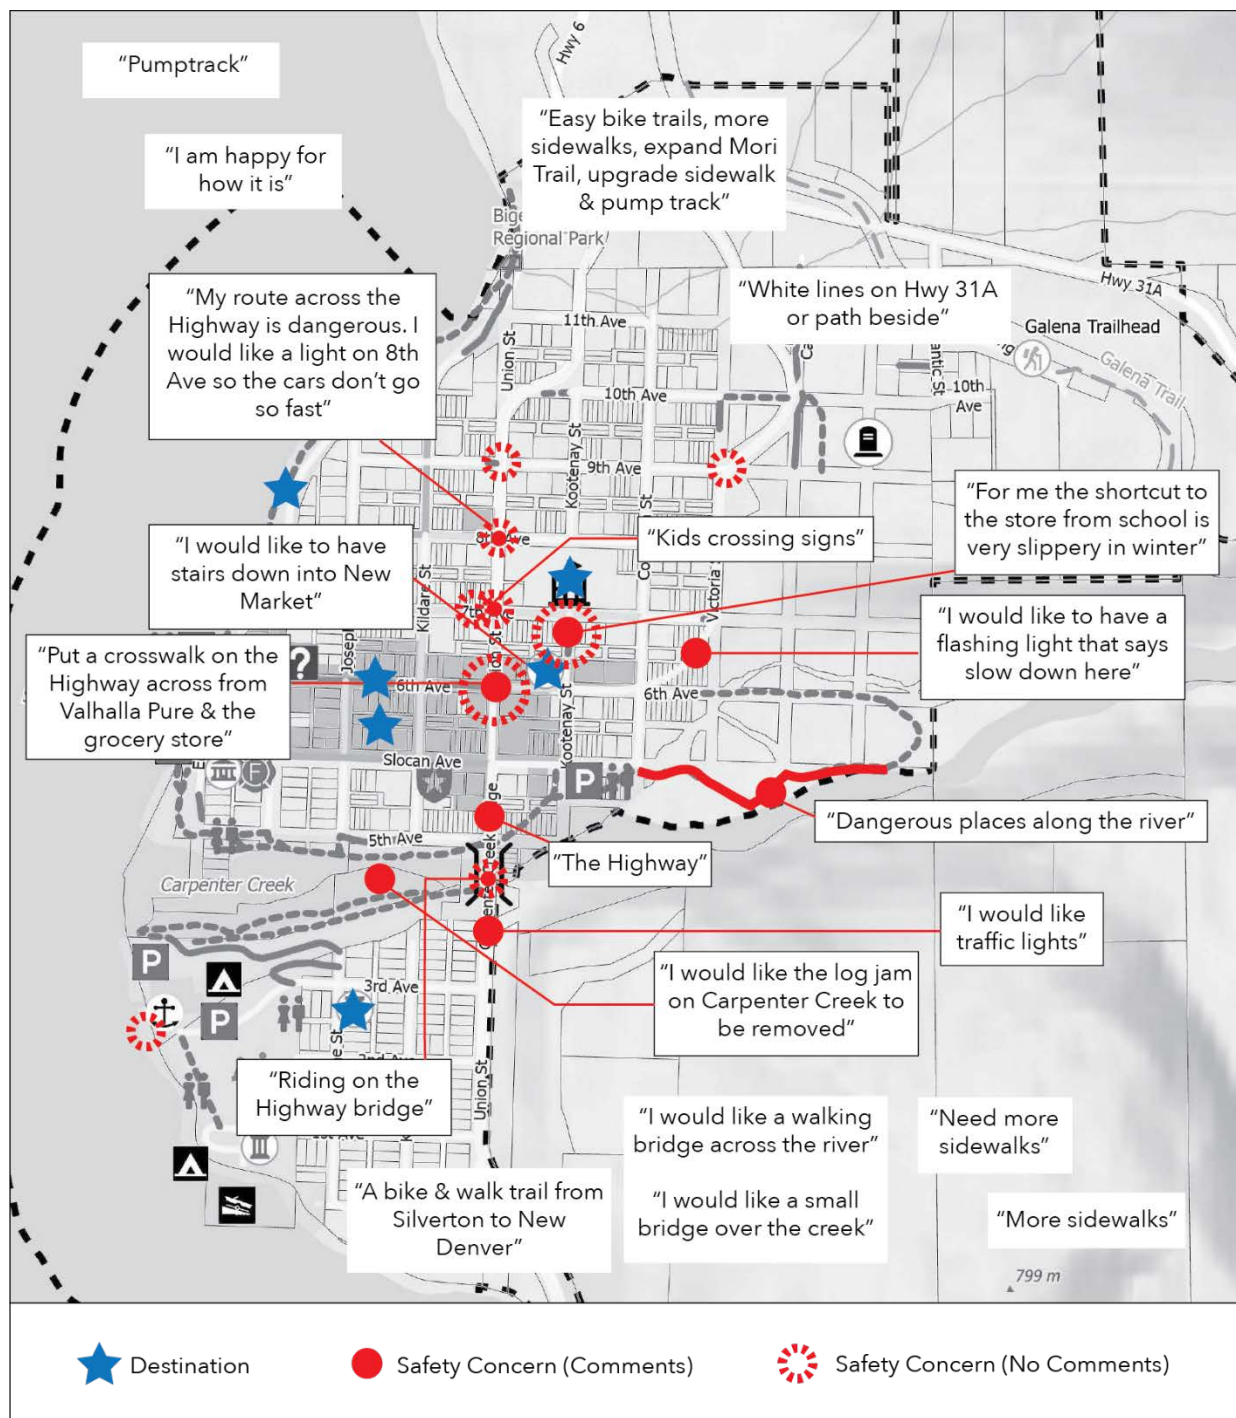 Hwy 6
“Pumptrack”
“Easy bike trails, more
sidewalks, expand Mori
Trail, upgrade sidewalk
& pump track”
“I am happy for
how it is”
Regional Park
“My route across the
Highway is dangerous. I
would like a light on 8th
Ave so the cars don’t go
so fast”
“White lines on Hwy 31A
or path beside”
Hwy 31A
11th Ave
Galena Trailhead
Union St
Galena Trail
10th Ave
10th
Ave
Kootenay St
9th Ave
“For me the shortcut to
the store from school is
very slippery in winter”
“I would like to have
stairs down into New
Market”
8th Ave
“Kids crossing signs”
Kildare St
Victoria
7th
“I would like to have a
flashing light that says
slow down here”
“Put a crosswalk on the
Highway across from
Valhalla Pure & the
grocery store”
?
6th Ave
6th Ave
Kootenay St
Slocan Ave
F
P
“Dangerous places along the river”
5th Ave
“The Highway”
Carpenter Creek
“I would like
traffic lights”
P
“I would like the log jam
on Carpenter Creek to
be removed”
3rd Ave
P
“Riding on the
Highway bridge”
Union St
“I would like a walking
bridge across the river”
“Need more
sidewalks”
“A bike & walk trail from
Silverton to New
Denver”
“I would like a small
bridge over the creek”
“More sidewalks”
799 m
Destination
Safety Concern (Comments)
Safety Concern (No Comments)